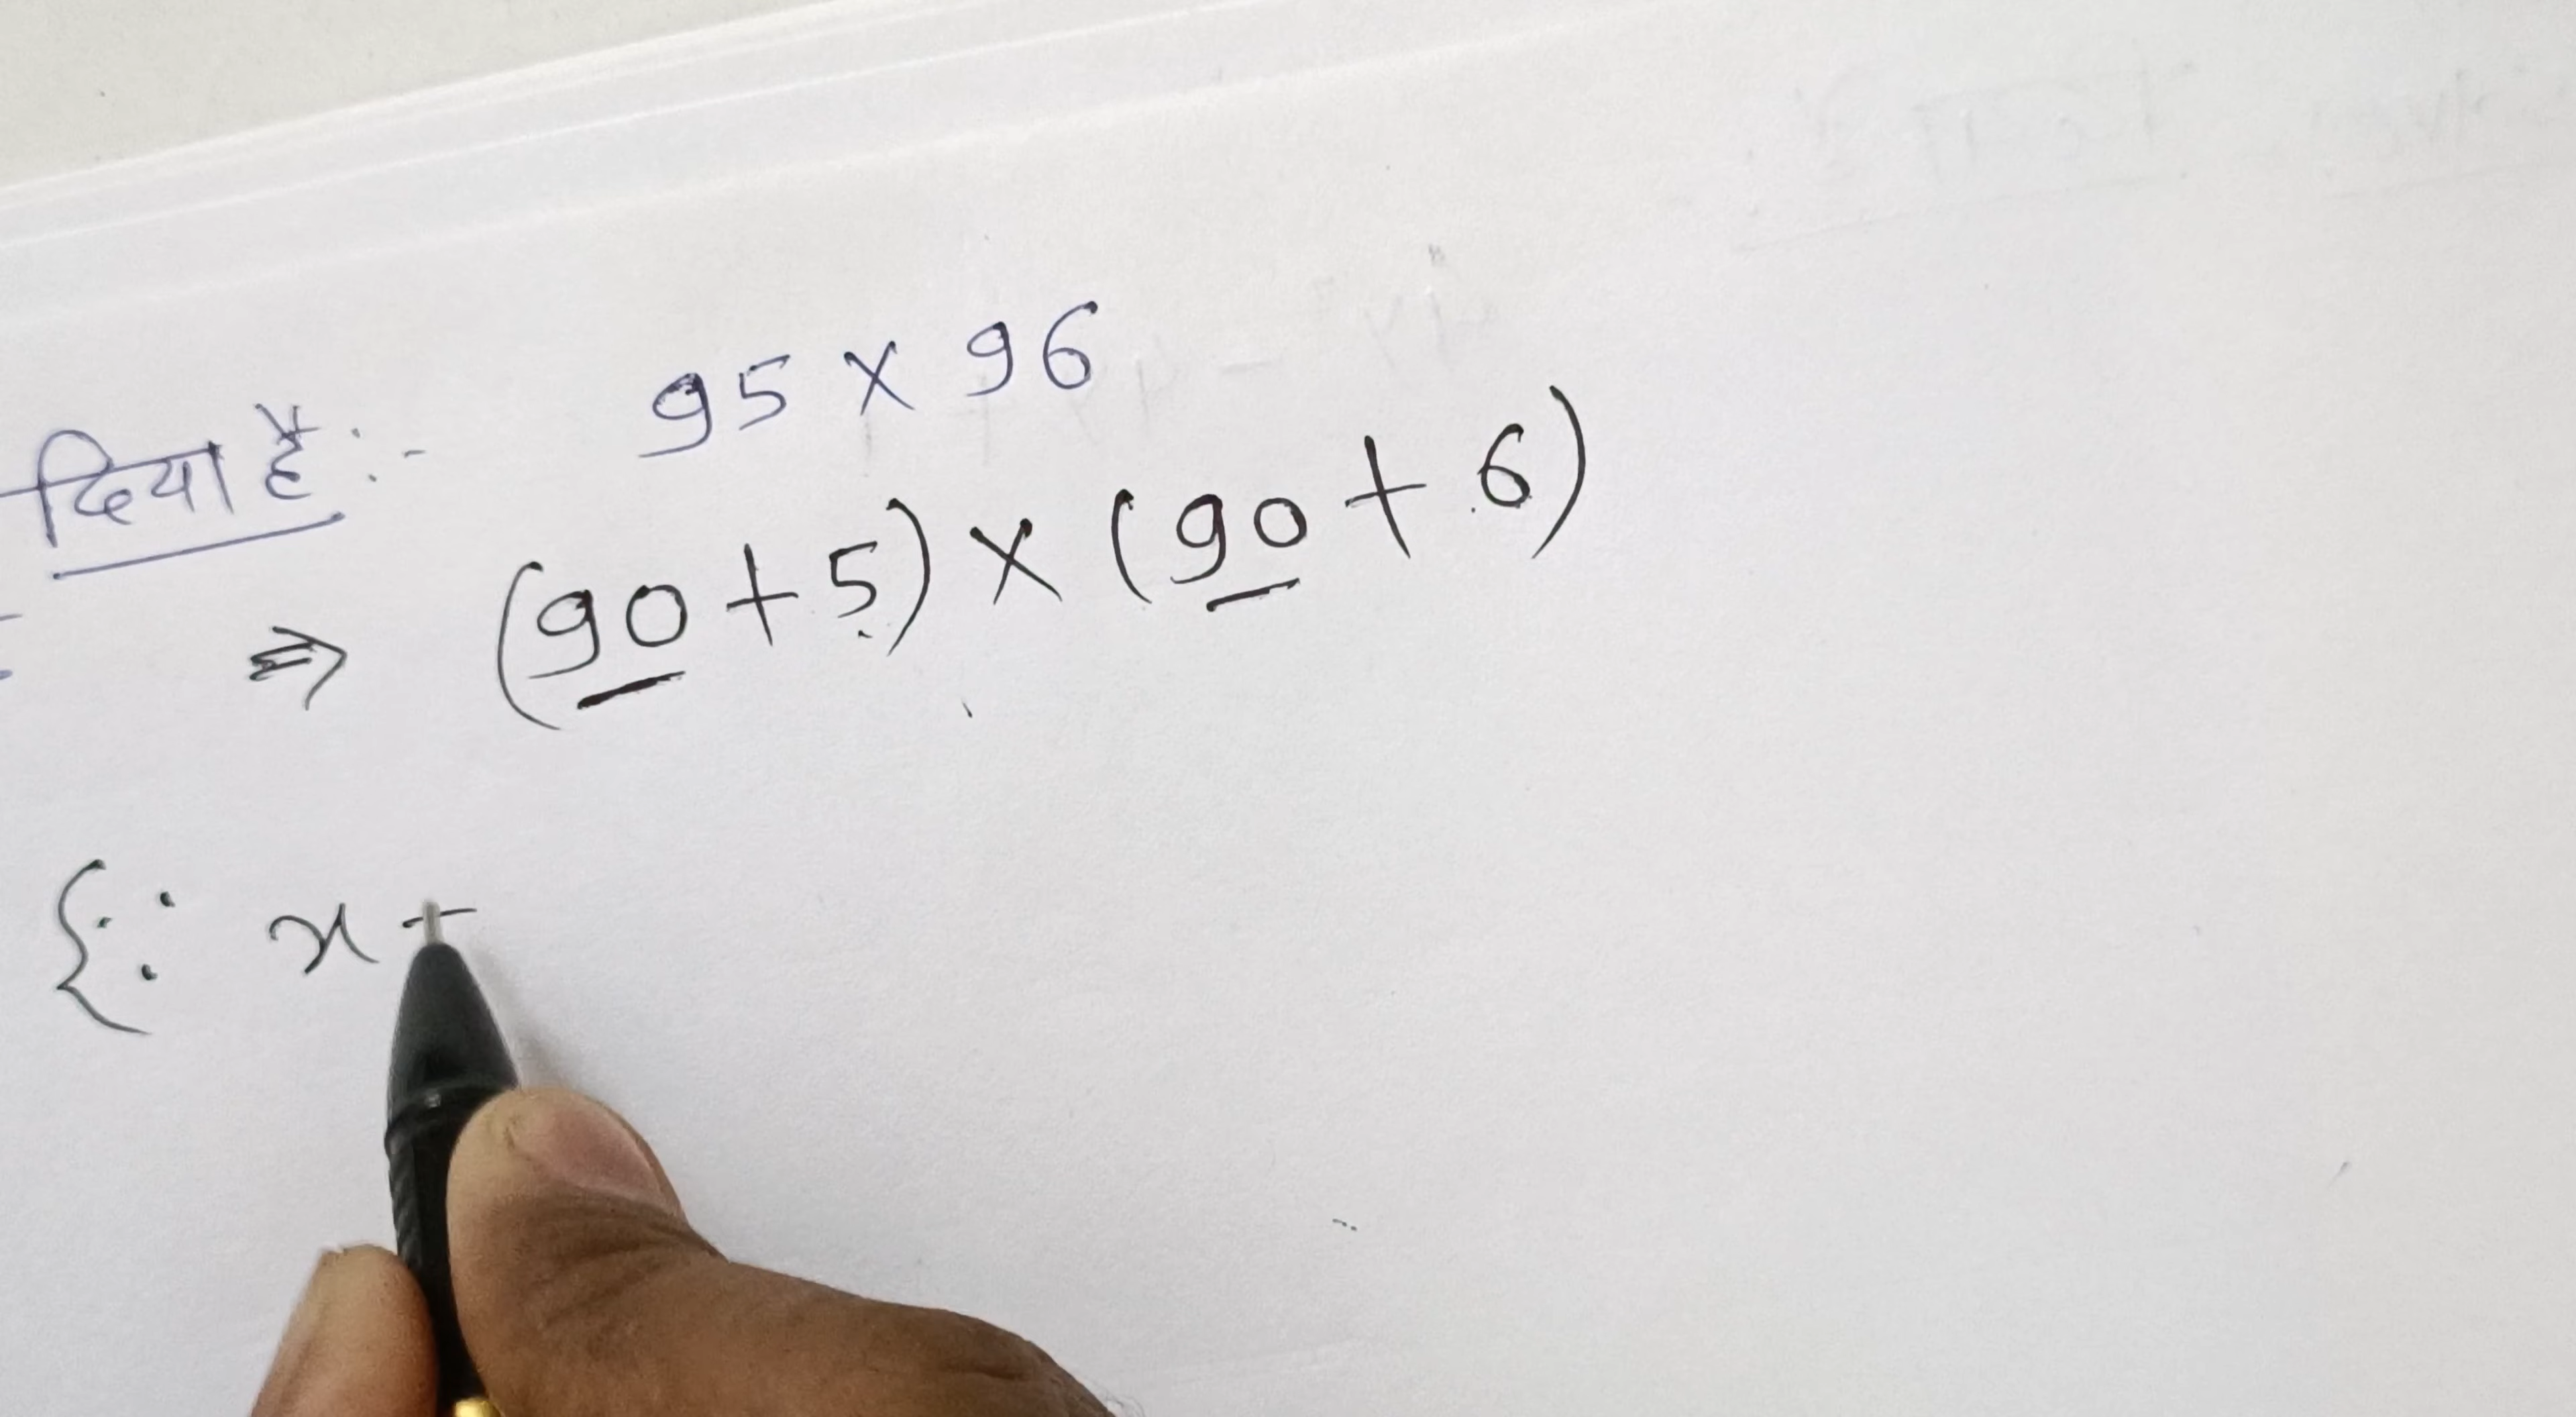 दिया है :- 95 × 96
⇒ (90 + 5) × (90 + 6)
{∵ x +